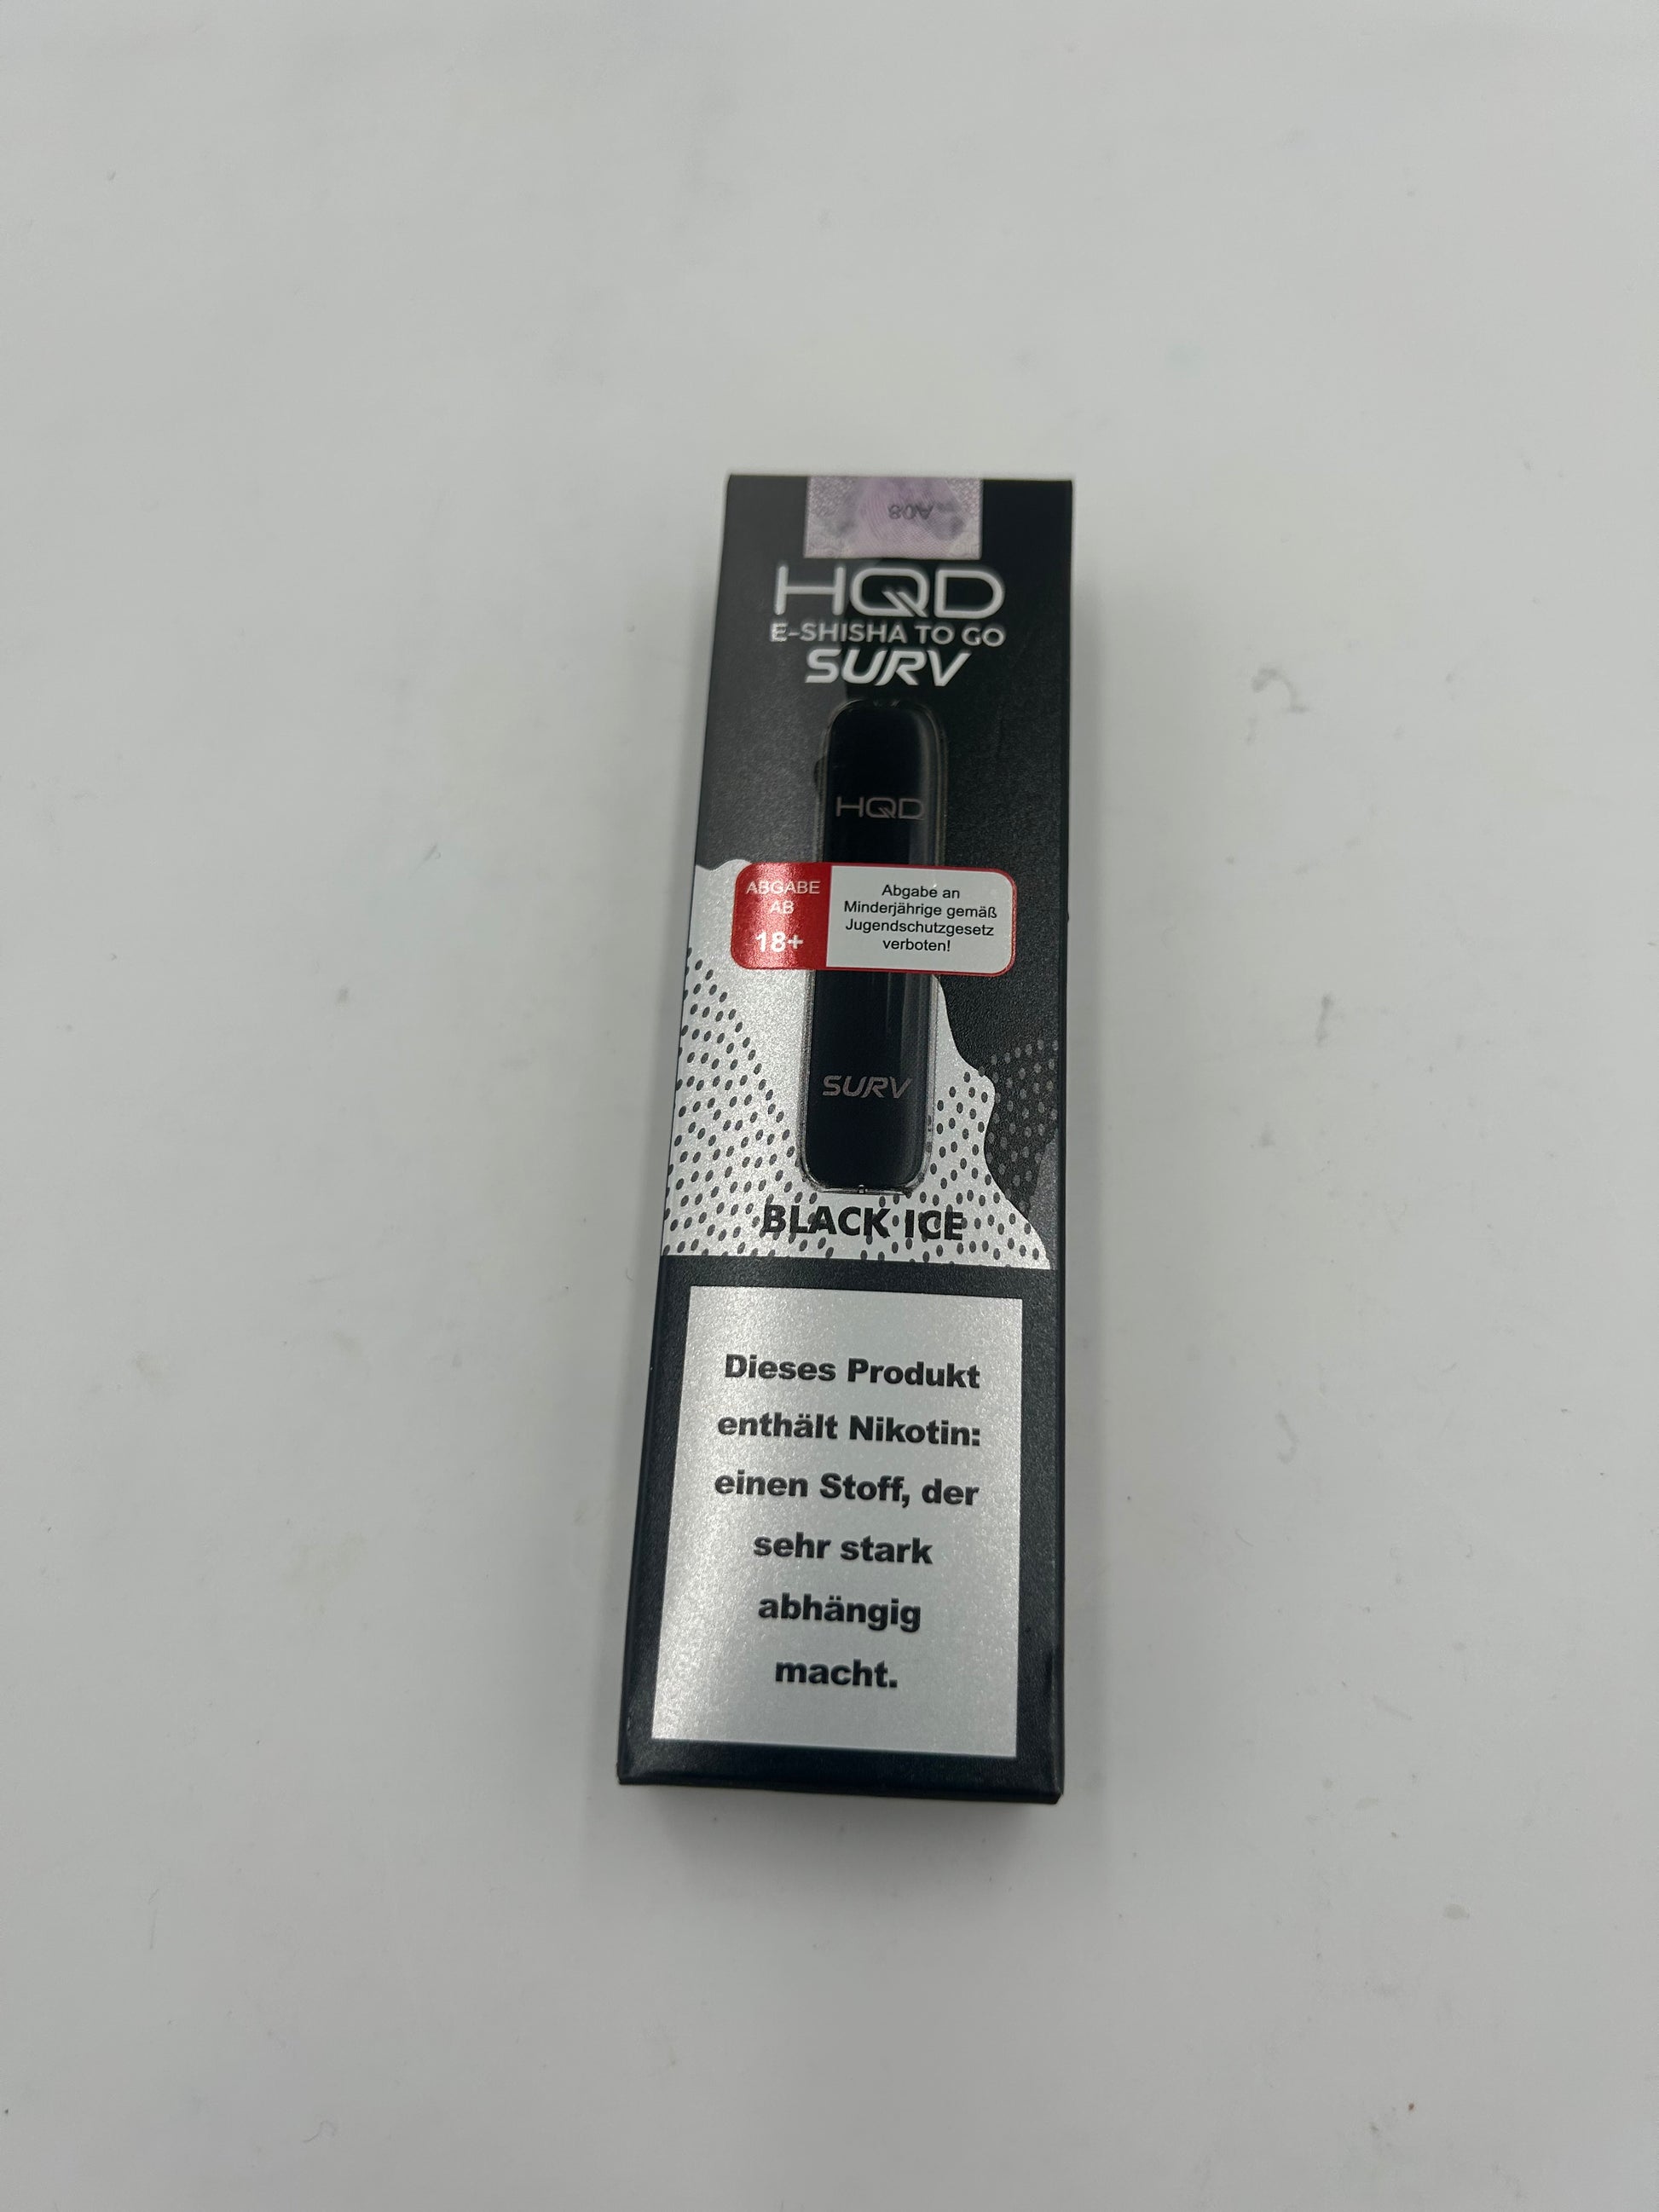 A08
HQD
E-SHISHA TO GO
SURV
HQD
ABGABE
AB
18+
Abgabe an
Minderjährige gemäß
Jugendschutzgesetz
verboten!
SURV
BLACK ICE
Dieses Produkt
enthält Nikotin:
einen Stoff, der
sehr stark
abhängig
macht.